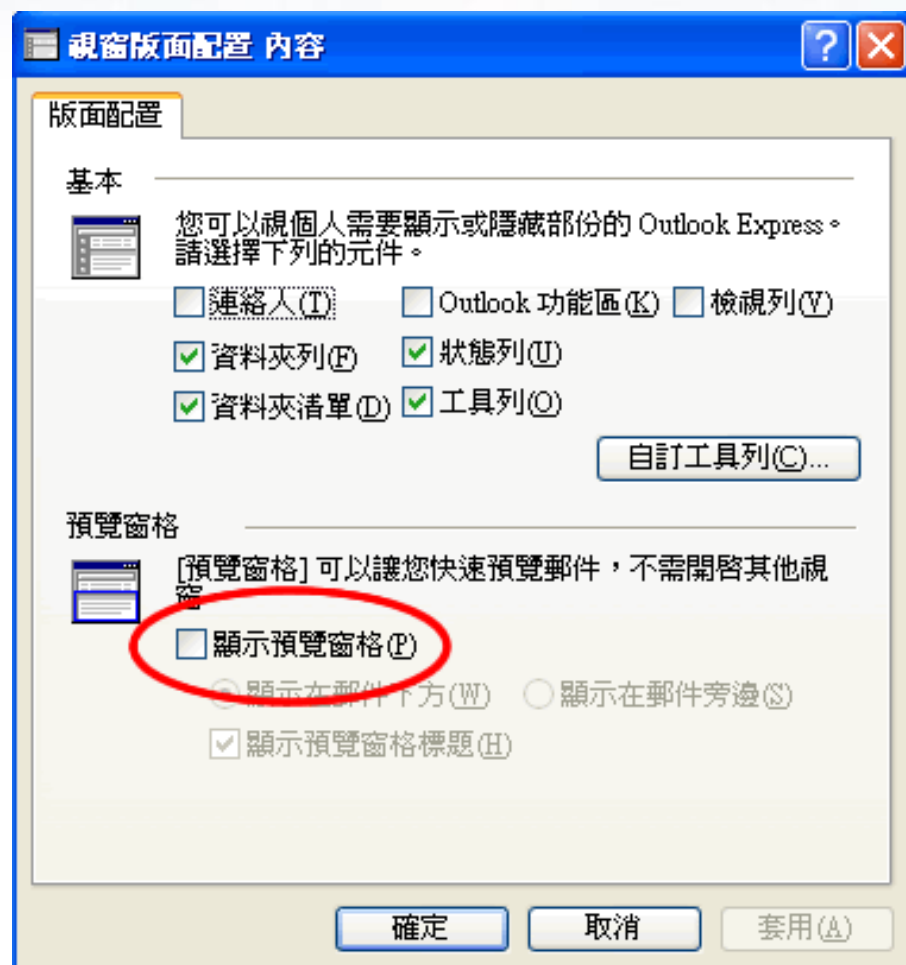 視窗版面配置 內容
版面配置
基本
您可以視個人需要顯示或隱藏部份的 Outlook Express。
請選擇下列的元件。
連絡人(T) Outlook 功能區(K) 檢視列(V)
資料夾列(F) 狀態列(U)
資料夾清單(D) 工具列(O)
自訂工具列(C)...
預覽窗格
[預覽窗格] 可以讓您快速預覽郵件，不需開啟其他視
窗
顯示預覽窗格(P)
顯示在郵件下方(W) 顯示在郵件旁邊(S)
顯示預覽窗格標題(H)
確定 取消 套用(A)